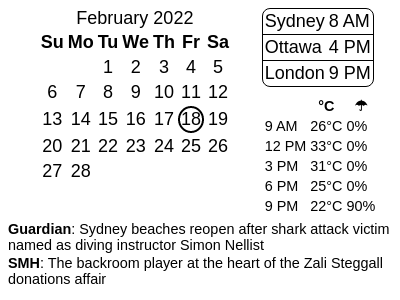 February 2022
Su Mo Tu We Th Fr Sa
1 2 3 4 5
6 7 8 9 10 11 12
13 14 15 16 17 18 19
20 21 22 23 24 25 26
27 28
Sydney 8 AM
Ottawa 4 PM
London 9 PM
°C ☂
9 AM 26°C 0%
12 PM 33°C 0%
3 PM 31°C 0%
6 PM 25°C 0%
9 PM 22°C 90%
Guardian: Sydney beaches reopen after shark attack victim
named as diving instructor Simon Nellist
SMH: The backroom player at the heart of the Zali Steggall
donations affair